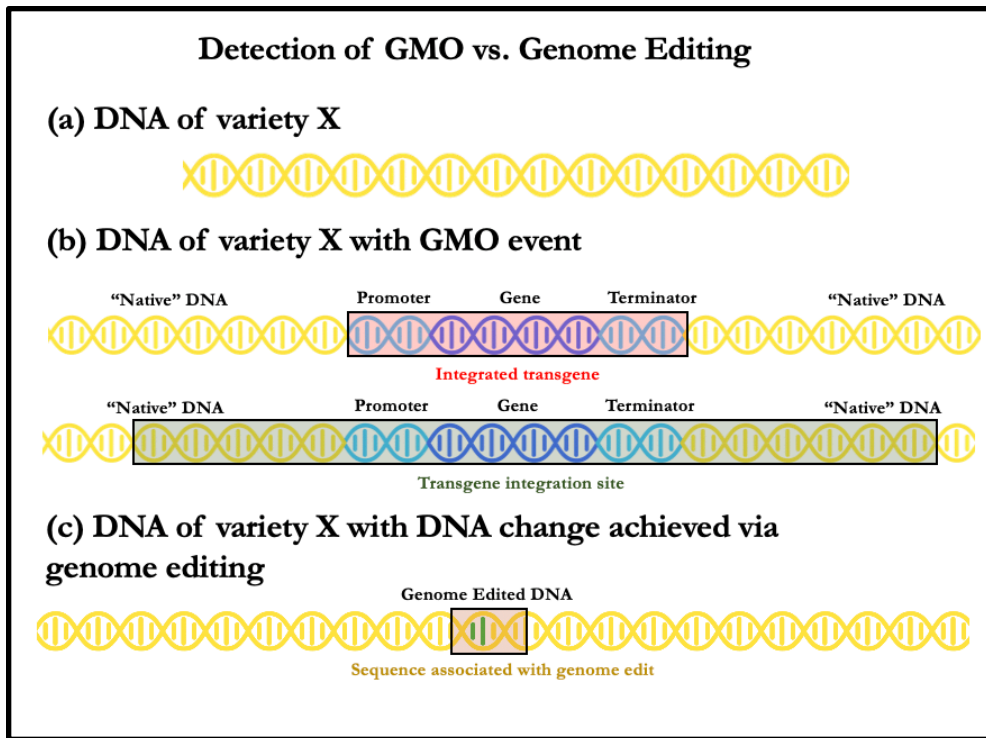 Detection of GMO vs. Genome Editing
(a) DNA of variety X
(b) DNA of variety X with GMO event
“Native” DNA Promoter Gene Terminator “Native” DNA
Integrated transgene
“Native” DNA Promoter Gene Terminator “Native” DNA
Transgene integration site
(c) DNA of variety X with DNA change achieved via
genome editing
Genome Edited DNA
Sequence associated with genome edit